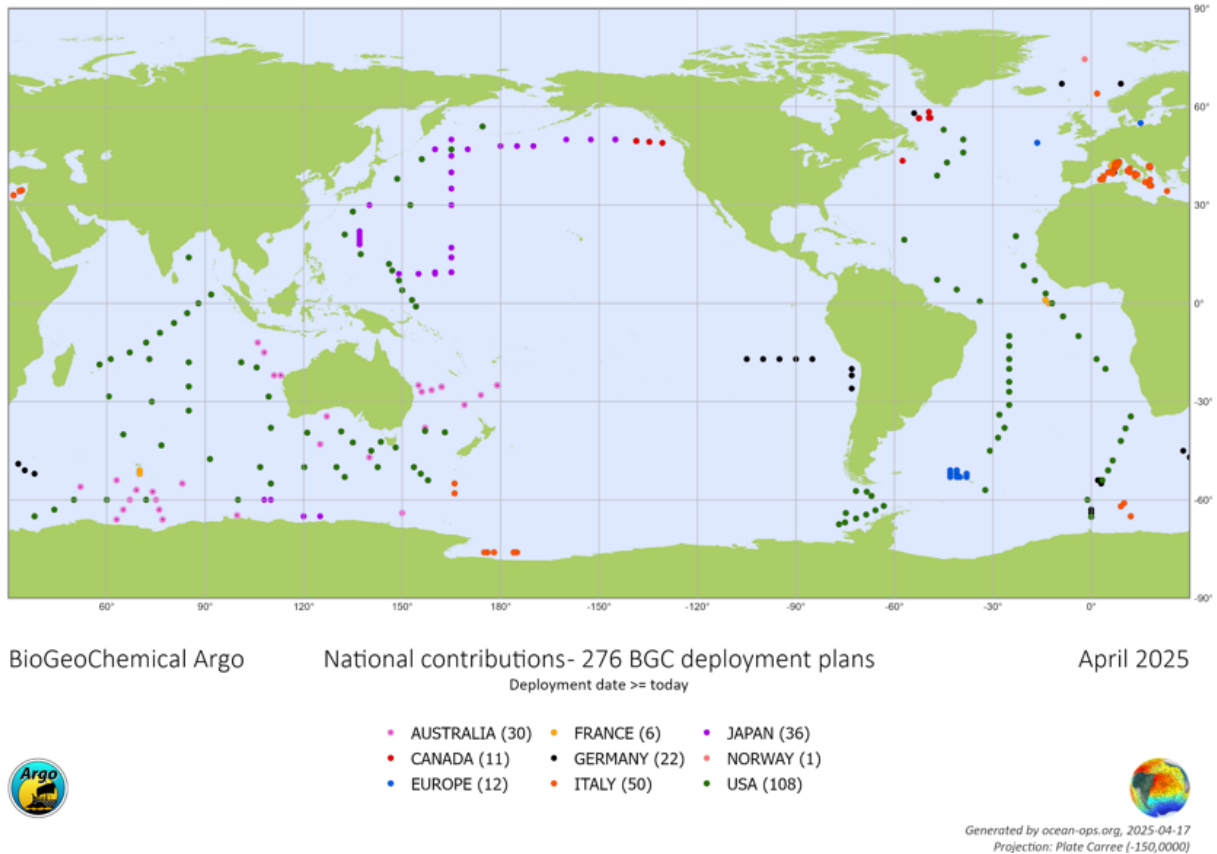 90°
60°
30°
0°
-30°
-60°
-90°
60° 90° 120° 150° 180° -150° -120° -90° -60° -30° 0°
BioGeoChemical Argo National contributions- 276 BGC deployment plans April 2025
Deployment date >= today
AUSTRALIA (30) FRANCE (6) JAPAN (36)
CANADA (11) GERMANY (22) NORWAY (1)
EUROPE (12) ITALY (50) USA (108)
Argo
Generated by ocean-ops.org, 2025-04-17
Projection: Plate Carree (-150,0000)